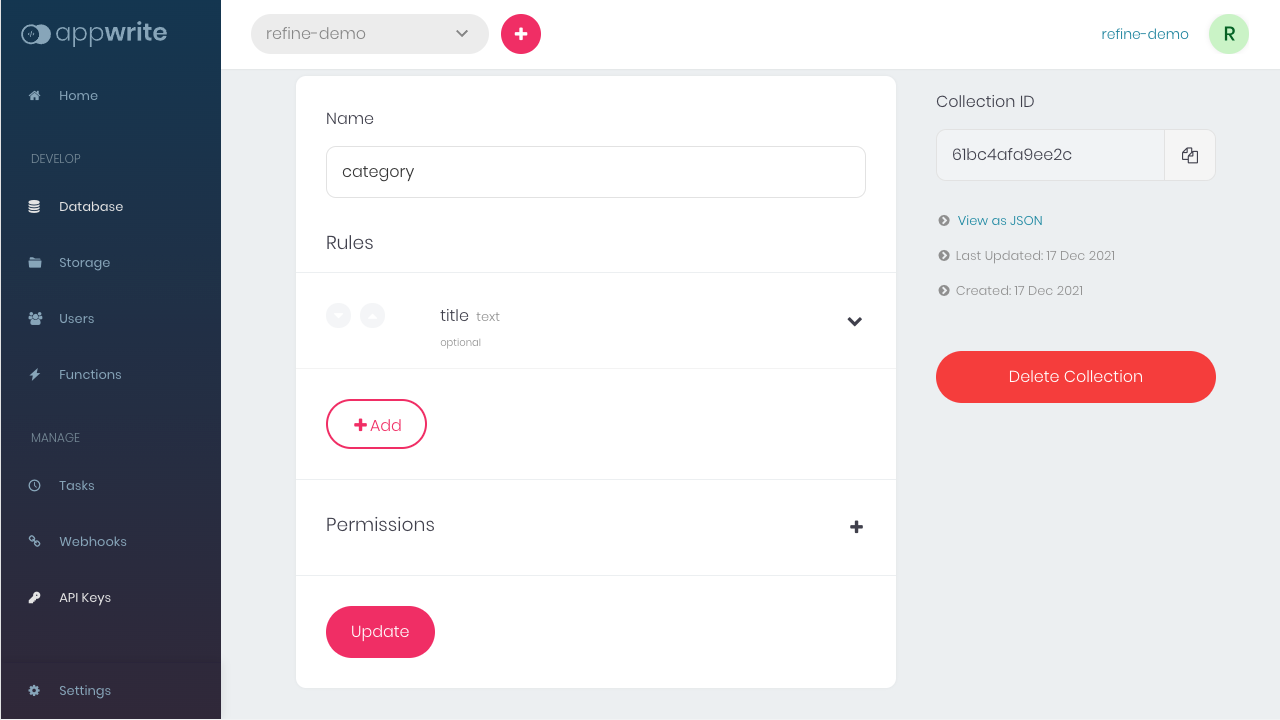 appwrite
Home
DEVELOP
Database
Storage
Users
Functions
MANAGE
Tasks
Webhooks
API Keys
Settings
refine-demo
refine-demo
R
Name
category
Rules
title text
optional
Add
Permissions
Update
Collection ID
61bc4afa9ee2c
View as JSON
Last Updated: 17 Dec 2021
Created: 17 Dec 2021
Delete Collection